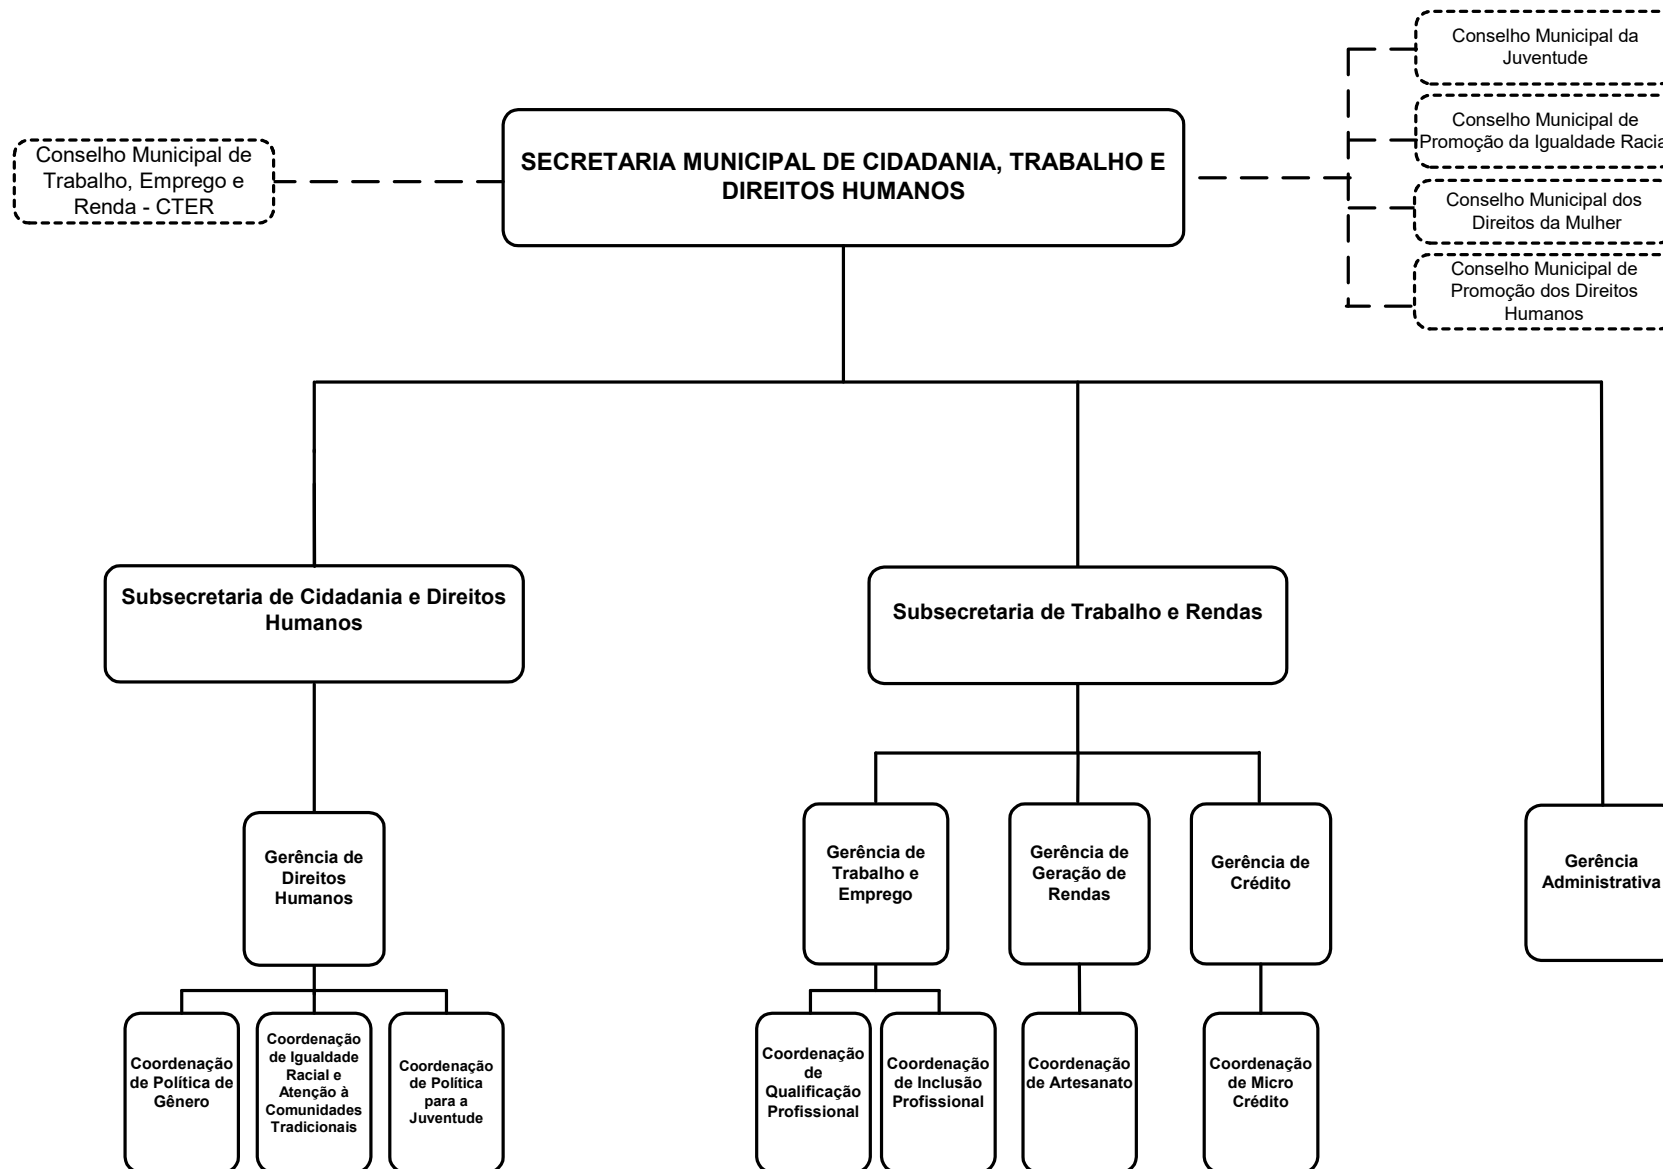 Conselho Municipal da
Juventude
Conselho Municipal de
Promoção da Igualdade Racia
Conselho Municipal dos
Direitos da Mulher
Conselho Municipal de
Promoção dos Direitos
Humanos
Conselho Municipal de
Trabalho, Emprego e
Renda - CTER
SECRETARIA MUNICIPAL DE CIDADANIA, TRABALHO E
DIREITOS HUMANOS
Subsecretaria de Cidadania e Direitos
Humanos
Subsecretaria de Trabalho e Rendas
Gerência de
Direitos
Humanos
Gerência de
Trabalho e
Emprego
Gerência de
Geração de
Rendas
Gerência de
Crédito
Gerência
Administrativa
Coordenação
de Política de
Gênero
Coordenação
de Igualdade
Racial e
Atenção à
Comunidades
Tradicionais
Coordenação
de Política
para a
Juventude
Coordenação
de
Qualificação
Profissional
Coordenação
de Inclusão
Profissional
Coordenação
de Artesanato
Coordenação
de Micro
Crédito